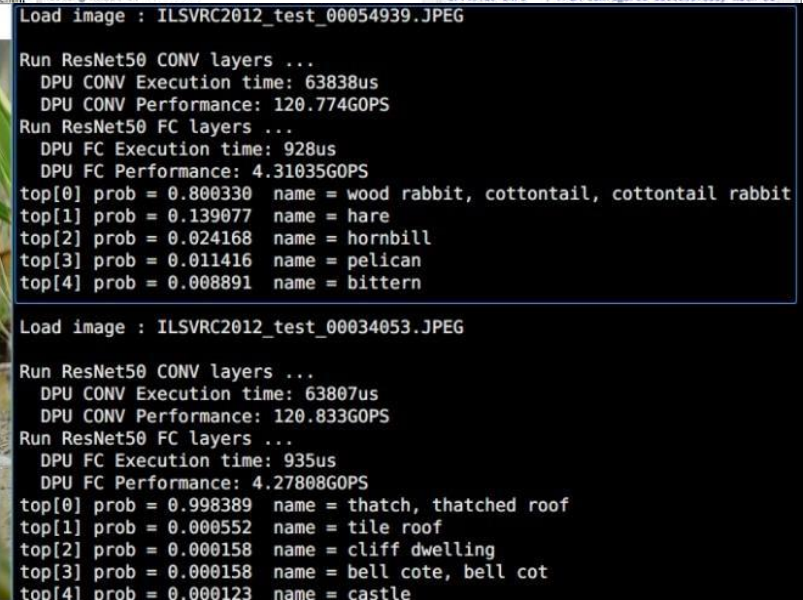 Load image : ILSVRC2012_test_00054939.JPEG
Run ResNet50 CONV layers ...
DPU CONV Execution time: 63838us
DPU CONV Performance: 120.774GOPS
Run ResNet50 FC layers ...
DPU FC Execution time: 928us
DPU FC Performance: 4.31035GOPS
top[0] prob = 0.800330 name = wood rabbit, cottontail, cottontail rabbit
top[1] prob = 0.139077 name = hare
top[2] prob = 0.024168 name = hornbill
top[3] prob = 0.011416 name = pelican
top[4] prob = 0.008891 name = bittern
Load image : ILSVRC2012_test_00034053.JPEG
Run ResNet50 CONV layers ...
DPU CONV Execution time: 63807us
DPU CONV Performance: 120.833GOPS
Run ResNet50 FC layers ...
DPU FC Execution time: 935us
DPU FC Performance: 4.27808GOPS
top[0] prob = 0.998389 name = thatch, thatched roof
top[1] prob = 0.000552 name = tile roof
top[2] prob = 0.000158 name = cliff dwelling
top[3] prob = 0.000158 name = bell cote, bell cot
top[4] prob = 0.000123 name = castle